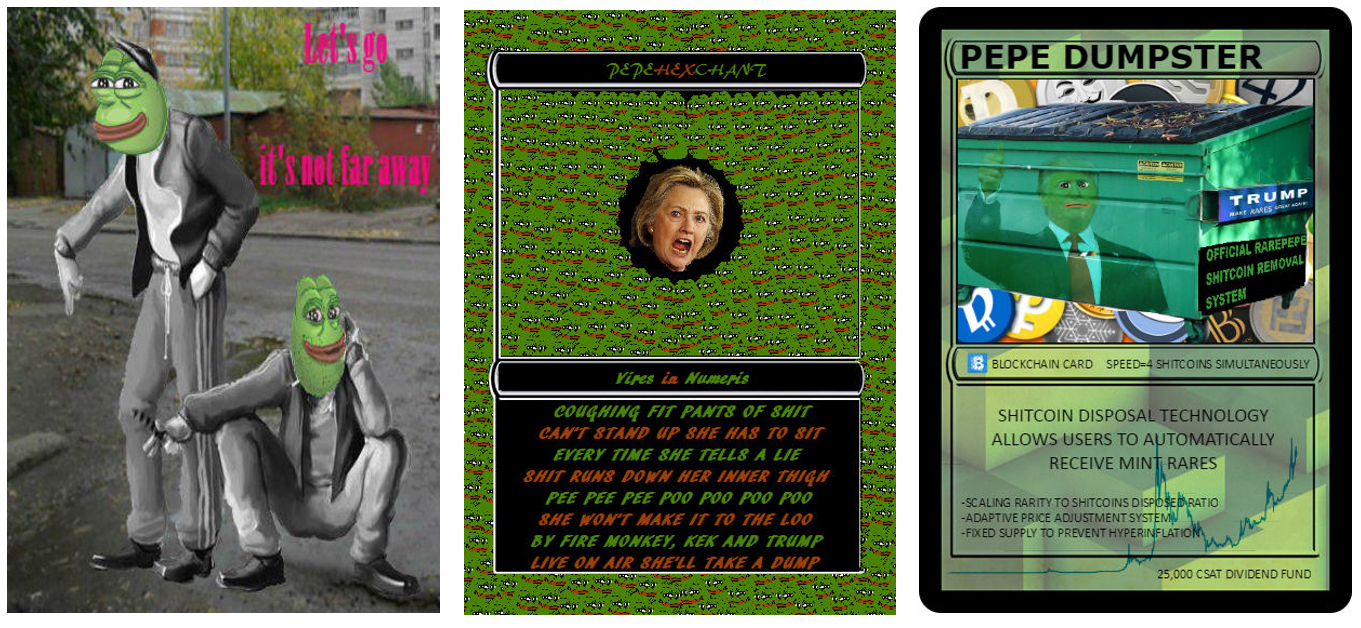 Let's go
it's not far away
PEPEHEXCHANT
Vires in Numeris
COUGHING FIT PANTS OF SHIT
CAN'T STAND UP SHE HAS TO SIT
EVERY TIME SHE TELLS A LIE
SHIT RUNS DOWN HER INNER THIGH
PEE PEE PEE POO POO POO POO
SHE WON'T MAKE IT TO THE LOO
BY FIRE MONKEY, KEK AND TRUMP
LIVE ON AIR SHE'LL TAKE A DUMP
PEPE DUMPSTER
TRUMP
MAKE RARES GREAT AGAIN!
OFFICIAL RAREPEPE
SHITCOIN REMOVAL
SYSTEM
BLOCKCHAIN CARD SPEED=4 SHITCOINS SIMULTANEOUSLY
SHITCOIN DISPOSAL TECHNOLOGY
ALLOWS USERS TO AUTOMATICALLY
RECEIVE MINT RARES
-SCALING RARITY TO SHITCOINS DISPOSED RATIO
-ADAPTIVE PRICE ADJUSTMENT SYSTEM
-FIXED SUPPLY TO PREVENT HYPERINFLATION
25,000 CSAT DIVIDEND FUND